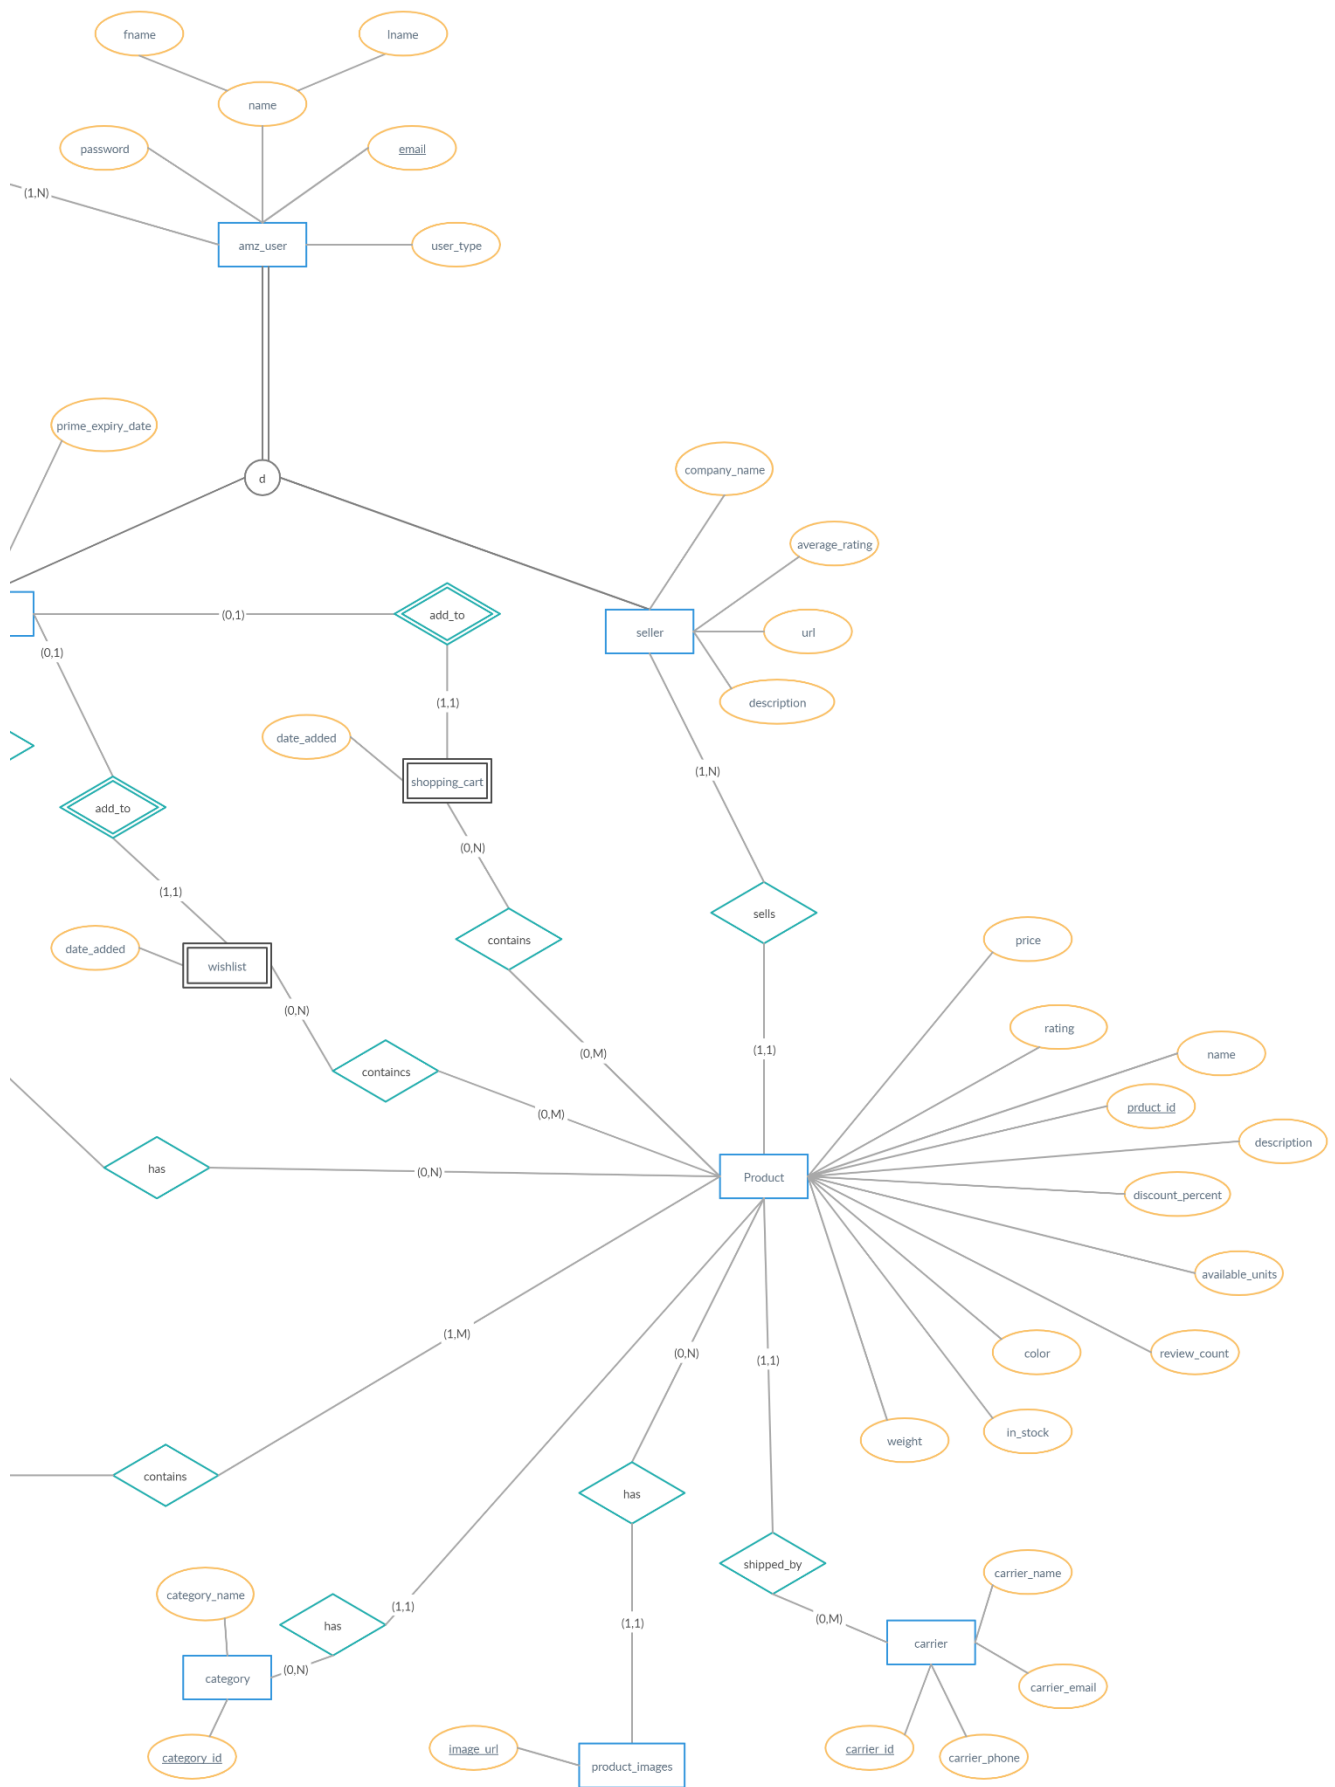 fname
lname
name
password
email
(1,N)
amz_user
user_type
prime_expiry_date
company_name
d
average_rating
(0,1)
add_to
seller
url
(0,1)
description
(1,1)
date_added
(1,N)
shopping_cart
add_to
(0,N)
(1,1)
sells
price
contains
date_added
wishlist
(0,N)
rating
(0,M)
(1,1)
name
containcs
(0,M)
prduct_id
description
has
(0,N)
Product
discount_percent
available_units
(1,M)
(0,N)
(1,1)
color
review_count
in_stock
weight
contains
has
shipped_by
carrier_name
category_name
(1,1)
has
(1,1)
(0,M)
carrier
(0,N)
category
carrier_email
image_url
carrier_id
category_id
carrier_phone
product_images